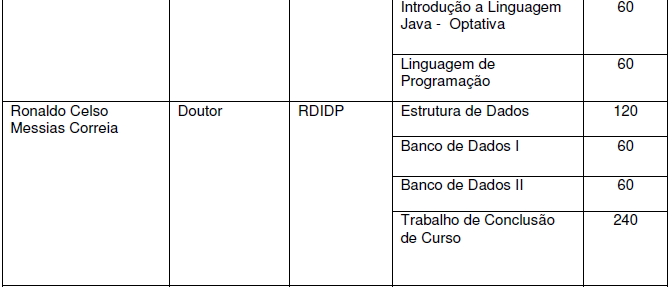 Introdução a Linguagem
Java - Optativa
60
Linguagem de
Programação
60
Ronaldo Celso
Messias Correia
Doutor
RDIDP
Estrutura de Dados
120
Banco de Dados I
60
Banco de Dados II
60
Trabalho de Conclusão
de Curso
240